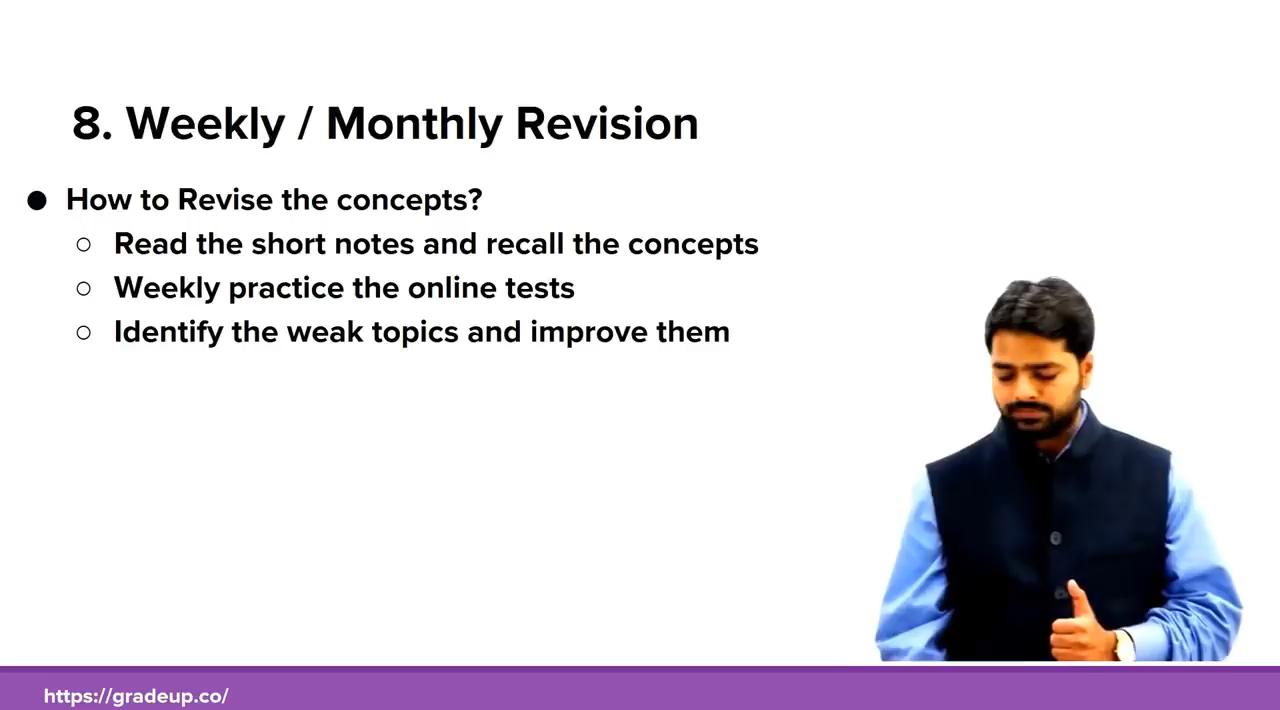 8. Weekly / Monthly Revision
● How to Revise the concepts?
○ Read the short notes and recall the concepts
○ Weekly practice the online tests
○ Identify the weak topics and improve them
https://gradeup.co/